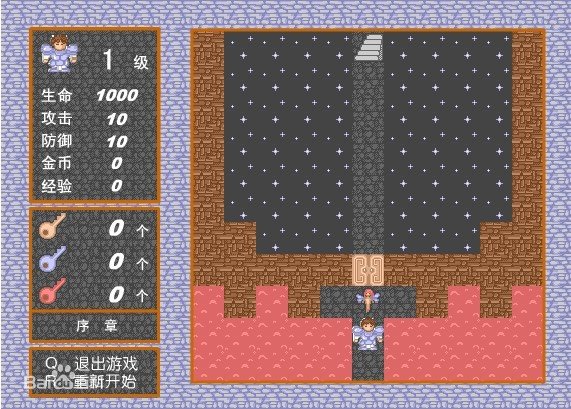 1 级
生命 1000
攻击 10
防御 10
金币 0
经验 0
0 个
0 个
0 个
序 章
Q 退出游戏
R 重新开始
Bai